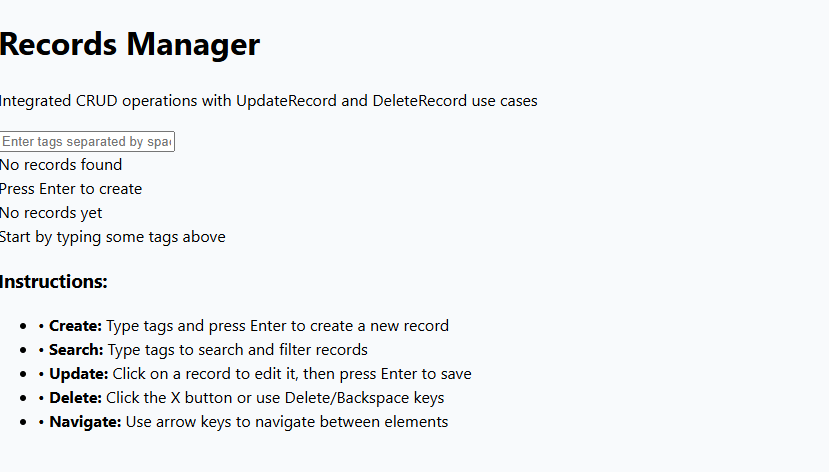 Records Manager
Integrated CRUD operations with UpdateRecord and DeleteRecord use cases
Enter tags separated by spa
No records found
Press Enter to create
No records yet
Start by typing some tags above
Instructions:
• • Create: Type tags and press Enter to create a new record
• • Search: Type tags to search and filter records
• • Update: Click on a record to edit it, then press Enter to save
• • Delete: Click the X button or use Delete/Backspace keys
• • Navigate: Use arrow keys to navigate between elements